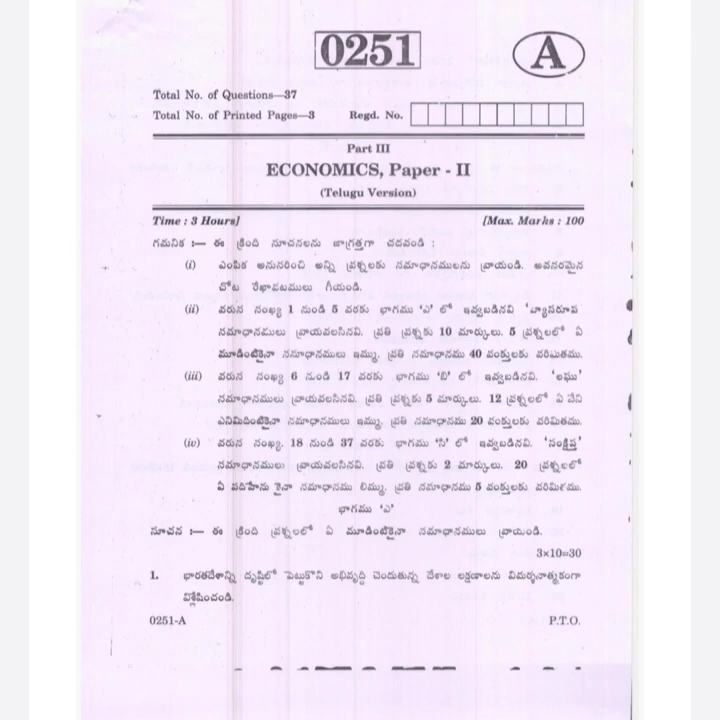 0251
A
Total No. of Questions—37
Total No. of Printed Pages—3 Regd. No.
Part III
ECONOMICS, Paper - II
(Telugu Version)
Time : 3 Hours] [Max. Marks : 100
గమనిక :— ఈ క్రింది సూచనలను జాగ్రత్తగా చదవండి :
(i) ఎంపిక అనుసరించి అన్ని ప్రశ్నలకు సమాధానములను వ్రాయండి. అవసరమైన
చోట రేఖాపటములు గీయండి.
(ii) వరుస సంఖ్య 1 నుండి 5 వరకు భాగము 'ఎ' లో ఇవ్వబడినవి 'వ్యాసరూప
సమాధానములు వ్రాయవలసినవి. ప్రతి ప్రశ్నకు 10 మార్కులు. 5 ప్రశ్నలలో ఏ
మూడింటికైనా సమాధానములు ఇమ్ము. ప్రతి సమాధానము 40 పంక్తులకు పరిమితము.
(iii) వరుస సంఖ్య 6 నుండి 17 వరకు భాగము 'బి' లో ఇవ్వబడినవి. 'లఘు'
సమాధానములు వ్రాయవలసినవి. ప్రతి ప్రశ్నకు 5 మార్కులు. 12 ప్రశ్నలలో ఏ వేని
ఎనిమిదింటికైనా సమాధానములు ఇమ్ము. ప్రతి సమాధానము 20 పంక్తులకు పరిమితము.
(iv) వరుస సంఖ్య. 18 నుండి 37 వరకు భాగము 'సి' లో ఇవ్వబడినవి. 'సంక్షిప్త'
సమాధానములు వ్రాయవలసినవి. ప్రతి ప్రశ్నకు 2 మార్కులు. 20 ప్రశ్నలలో
ఏ పదిహేను కైనా సమాధానము లిమ్ము. ప్రతి సమాధానము 5 పంక్తులకు పరిమితము.
భాగము 'ఎ'
సూచన :— ఈ క్రింది ప్రశ్నలలో ఏ మూడింటికైనా సమాధానములు వ్రాయండి.
3×10=30
1. భారతదేశాన్ని దృష్టిలో పెట్టుకొని అభివృద్ధి చెందుతున్న దేశాల లక్షణాలను విమర్శనాత్మకంగా
విశ్లేషించండి.
0251-A P.T.O.